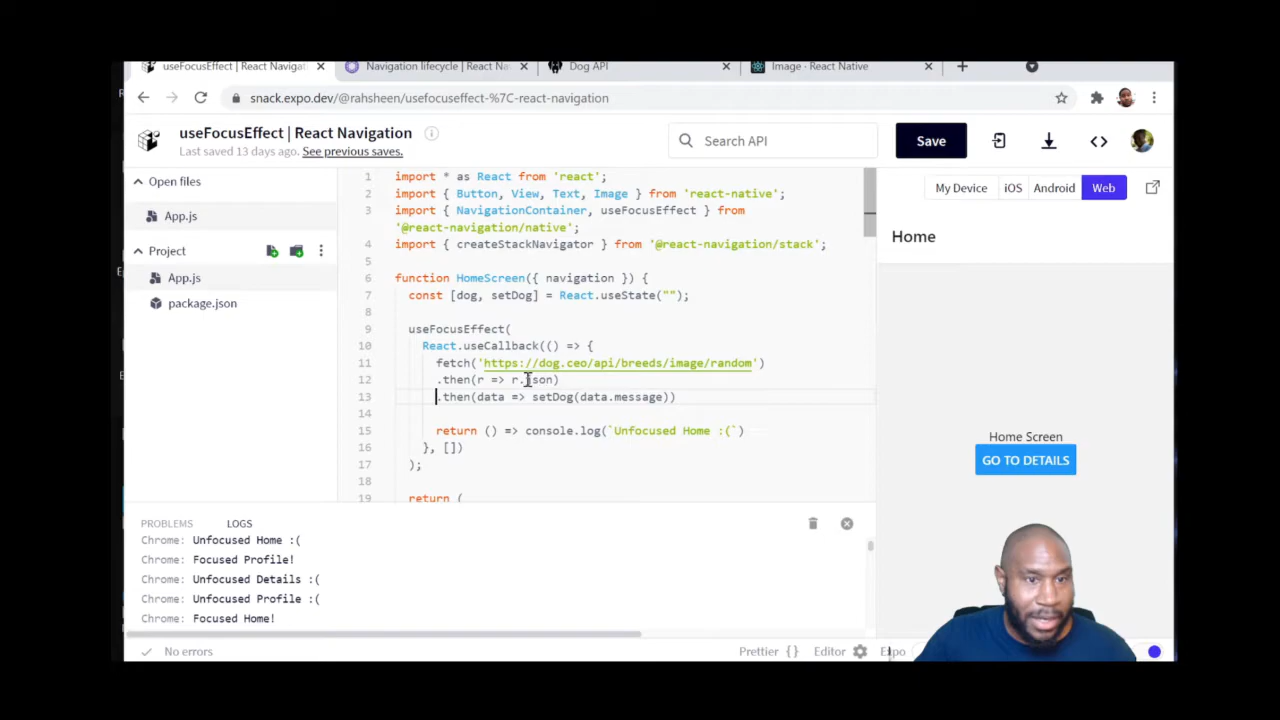 useFocusEffect | React Navigat
Navigation lifecycle | React Na
Dog API
Image · React Native
snack.expo.dev/@rahsheen/usefocuseffect-%7C-react-navigation
useFocusEffect | React Navigation
Last saved 13 days ago. See previous saves.
Search API
Save
Open files
App.js
Project
App.js
package.json
1 import * as React from 'react';
2 import { Button, View, Text, Image } from 'react-native';
3 import { NavigationContainer, useFocusEffect } from
'@react-navigation/native';
4 import { createStackNavigator } from '@react-navigation/stack';
5
6 function HomeScreen({ navigation }) {
7 const [dog, setDog] = React.useState("");
8
9 useFocusEffect(
10 React.useCallback(() => {
11 fetch('https://dog.ceo/api/breeds/image/random')
12 .then(r => r.json)
13 .then(data => setDog(data.message))
14
15 return () => console.log(`Unfocused Home :(`)
16 }, [])
17 );
18
19 return (
My Device iOS Android Web
Home
Home Screen
GO TO DETAILS
PROBLEMS LOGS
Chrome: Unfocused Home :(
Chrome: Focused Profile!
Chrome: Unfocused Details :(
Chrome: Unfocused Profile :(
Chrome: Focused Home!
No errors
Prettier {} Editor Expo